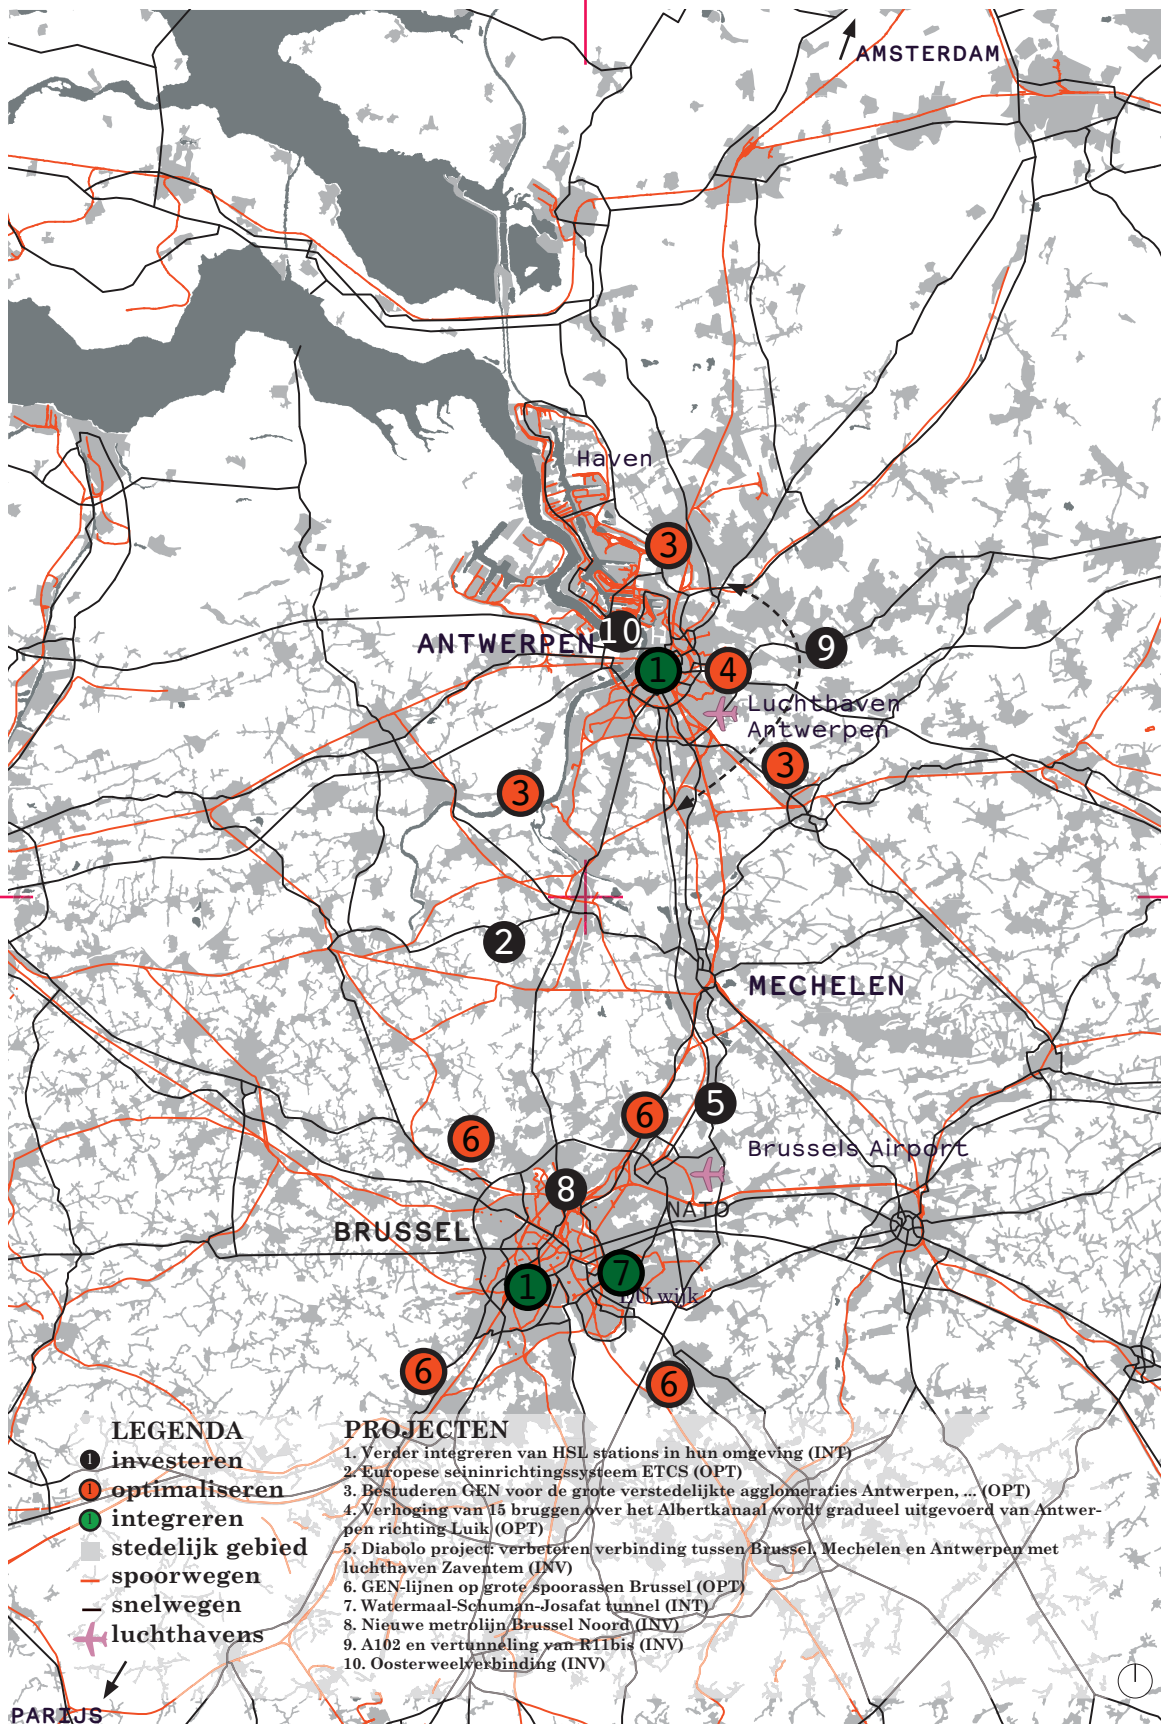 AMSTERDAM
Haven
3
10
ANTWERPEN
9
1
4
Luchthaven
Antwerpen
3
3
2
MECHELEN
5
6
6
Brussels Airport
8
NATO
BRUSSEL
7
1
EU wijk
6
6
LEGENDA
1 investeren
1 optimaliseren
1 integreren
stedelijk gebied
spoorwegen
snelwegen
luchthavens
PARIJS
PROJECTEN
1. Verder integreren van HSL stations in hun omgeving (INT)
2. Europese seininrichtingssysteem ETCS (OPT)
3. Bestuderen GEN voor de grote verstedelijkte agglomeraties Antwerpen, ... (OPT)
4. Verhoging van 15 bruggen over het Albertkanaal wordt gradueel uitgevoerd van Antwer-
pen richting Luik (OPT)
5. Diabolo project: verbeteren verbinding tussen Brussel, Mechelen en Antwerpen met
luchthaven Zaventem (INV)
6. GEN-lijnen op grote spoorassen Brussel (OPT)
7. Watermaal-Schuman-Josafat tunnel (INT)
8. Nieuwe metrolijn Brussel Noord (INV)
9. A102 en vertunneling van R11bis (INV)
10. Oosterweelverbinding (INV)